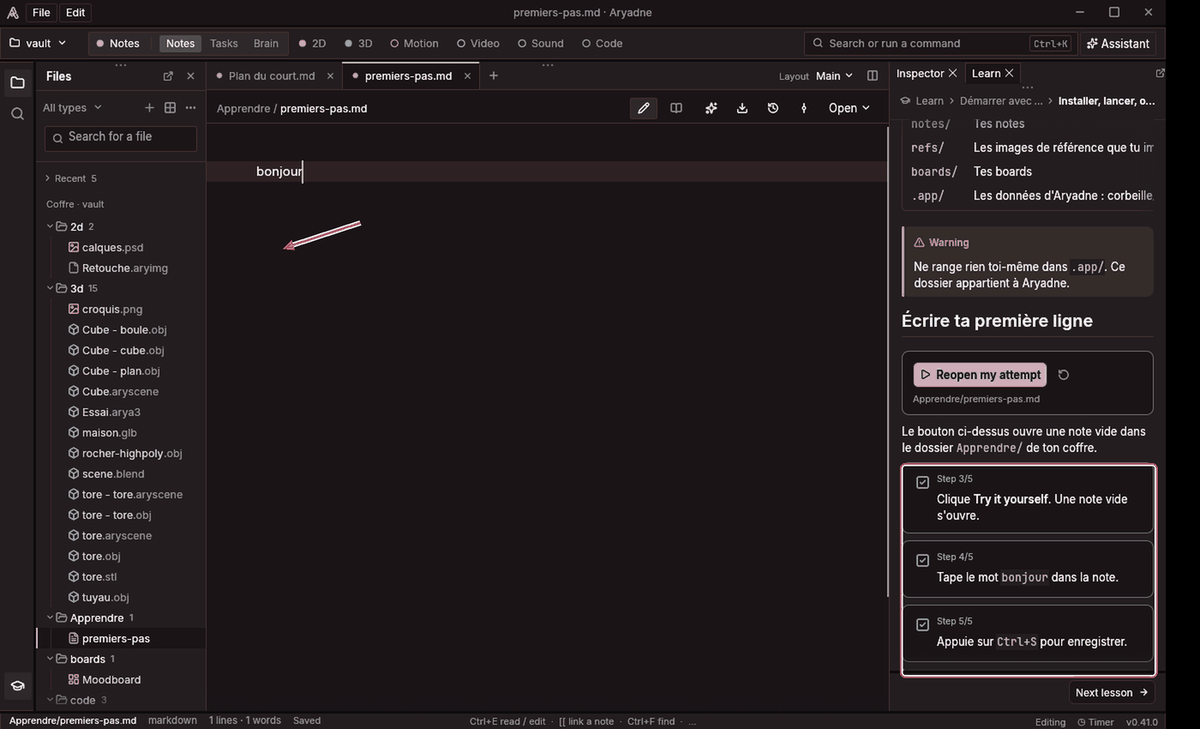 File Edit premiers-pas.md · Aryadne
vault Notes Notes Tasks Brain 2D 3D Motion Video Sound Code Search or run a command Ctrl+K Assistant
Files
All types
Search for a file
Recent 5
Coffre · vault
2d 2
calques.psd
Retouche.aryimg
3d 15
croquis.png
Cube - boule.obj
Cube - cube.obj
Cube - plan.obj
Cube.aryscene
Essai.arya3
maison.glb
rocher-highpoly.obj
scene.blend
tore - tore.aryscene
tore - tore.obj
tore.aryscene
tore.obj
tore.stl
tuyau.obj
Apprendre 1
premiers-pas
boards 1
Moodboard
code 3
Plan du court.md premiers-pas.md Layout Main
Apprendre / premiers-pas.md Open
bonjour
Inspector Learn
Learn > Démarrer avec ... > Installer, lancer, o...
notes/ Tes notes
refs/ Les images de référence que tu im
boards/ Tes boards
.app/ Les données d'Aryadne : corbeille
Warning
Ne range rien toi-même dans .app/. Ce
dossier appartient à Aryadne.
Écrire ta première ligne
Reopen my attempt
Apprendre/premiers-pas.md
Le bouton ci-dessus ouvre une note vide dans
le dossier Apprendre/ de ton coffre.
Step 3/5
Clique Try it yourself. Une note vide
s'ouvre.
Step 4/5
Tape le mot bonjour dans la note.
Step 5/5
Appuie sur Ctrl+S pour enregistrer.
Next lesson
Apprendre/premiers-pas.md markdown 1 lines · 1 words Saved Ctrl+E read / edit · [[ link a note · Ctrl+F find · ... Editing Timer v0.41.0